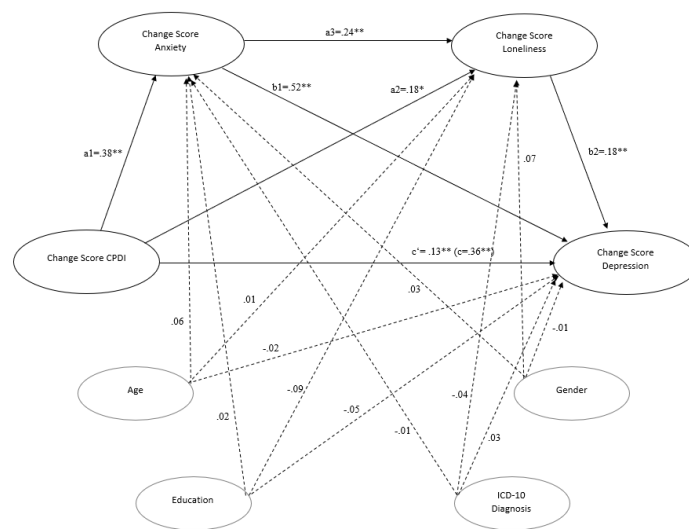 Change Score
Anxiety
a3=.24**
Change Score
Loneliness
b1=.52**
a2=.18*
a1=.38**
.07
b2=.18**
Change Score CPDI
c'= .13** (c=.36**)
Change Score
Depression
.01
.03
.06
-.02
-.01
Age
-.09
-.04
Gender
.02
-.05
.03
-.01
Education
ICD-10
Diagnosis